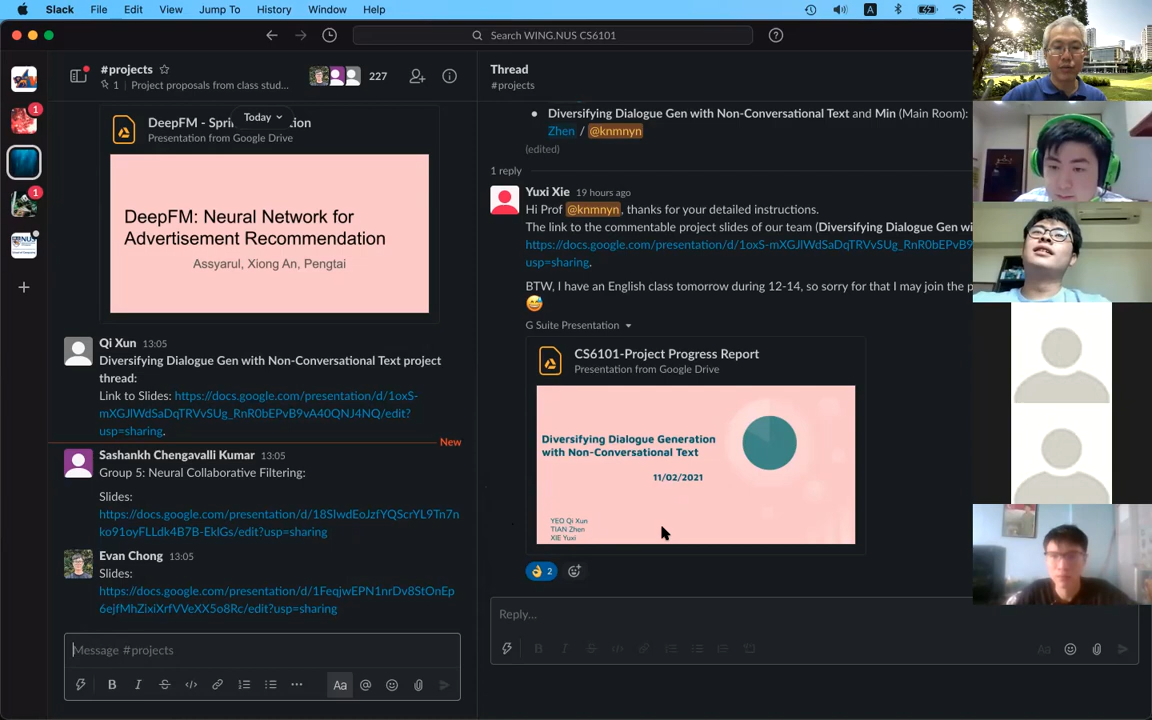 Slack File Edit View Jump To History Window Help
A
Search WING.NUS CS6101
#projects
1 Project proposals from class stud...
227
Thread
#projects
1
1
Today
DeepFM - Spri
on
Presentation from Google Drive
DeepFM: Neural Network for
Advertisement Recommendation
Assyarul, Xiong An, Pengtai
Qi Xun 13:05
Diversifying Dialogue Gen with Non-Conversational Text project
thread:
Link to Slides: https://docs.google.com/presentation/d/1oxS-
mXGJlWdSaDqTRVvSUg_RnR0bEPvB9vA40QNJ4NQ/edit?
usp=sharing.
New
Sashankh Chengavalli Kumar 13:05
Group 5: Neural Collaborative Filtering:
Slides:
https://docs.google.com/presentation/d/18SlwdEoJzfYQScrYL9Tn7n
ko91oyFLLdk4B7B-EklGs/edit?usp=sharing
Evan Chong 13:05
Slides:
https://docs.google.com/presentation/d/1FeqjwEPN1nrDv8StOnEp
6ejfMhZixiXrfVVeXX5o8Rc/edit?usp=sharing
Message #projects
Aa
Diversifying Dialogue Gen with Non-Conversational Text and Min (Main Room):
Zhen / @knmnyn
(edited)
1 reply
Yuxi Xie 19 hours ago
Hi Prof @knmnyn, thanks for your detailed instructions.
The link to the commentable project slides of our team (Diversifying Dialogue Gen wi
https://docs.google.com/presentation/d/1oxS-mXGJlWdSaDqTRVvSUg_RnR0bEPvB9
usp=sharing.
BTW, I have an English class tomorrow during 12-14, so sorry for that I may join the p
G Suite Presentation
CS6101-Project Progress Report
Presentation from Google Drive
Diversifying Dialogue Generation
with Non-Conversational Text
11/02/2021
YEO Qi Xun
TIAN Zhen
XIE Yuxi
2
Reply...
Aa